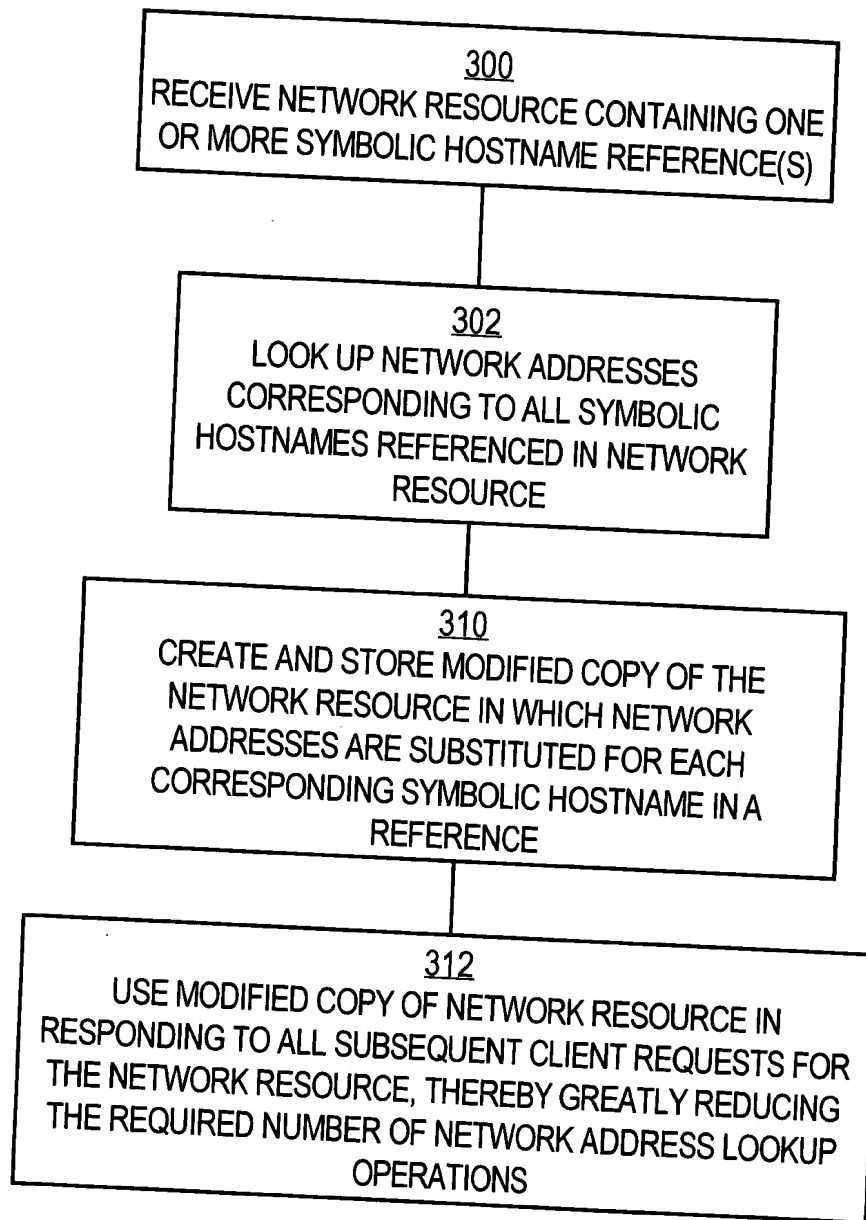 300
RECEIVE NETWORK RESOURCE CONTAINING ONE
OR MORE SYMBOLIC HOSTNAME REFERENCE(S)
302
LOOK UP NETWORK ADDRESSES
CORRESPONDING TO ALL SYMBOLIC
HOSTNAMES REFERENCED IN NETWORK
RESOURCE
310
CREATE AND STORE MODIFIED COPY OF THE
NETWORK RESOURCE IN WHICH NETWORK
ADDRESSES ARE SUBSTITUTED FOR EACH
CORRESPONDING SYMBOLIC HOSTNAME IN A
REFERENCE
312
USE MODIFIED COPY OF NETWORK RESOURCE IN
RESPONDING TO ALL SUBSEQUENT CLIENT REQUESTS FOR
THE NETWORK RESOURCE, THEREBY GREATLY REDUCING
THE REQUIRED NUMBER OF NETWORK ADDRESS LOOKUP
OPERATIONS